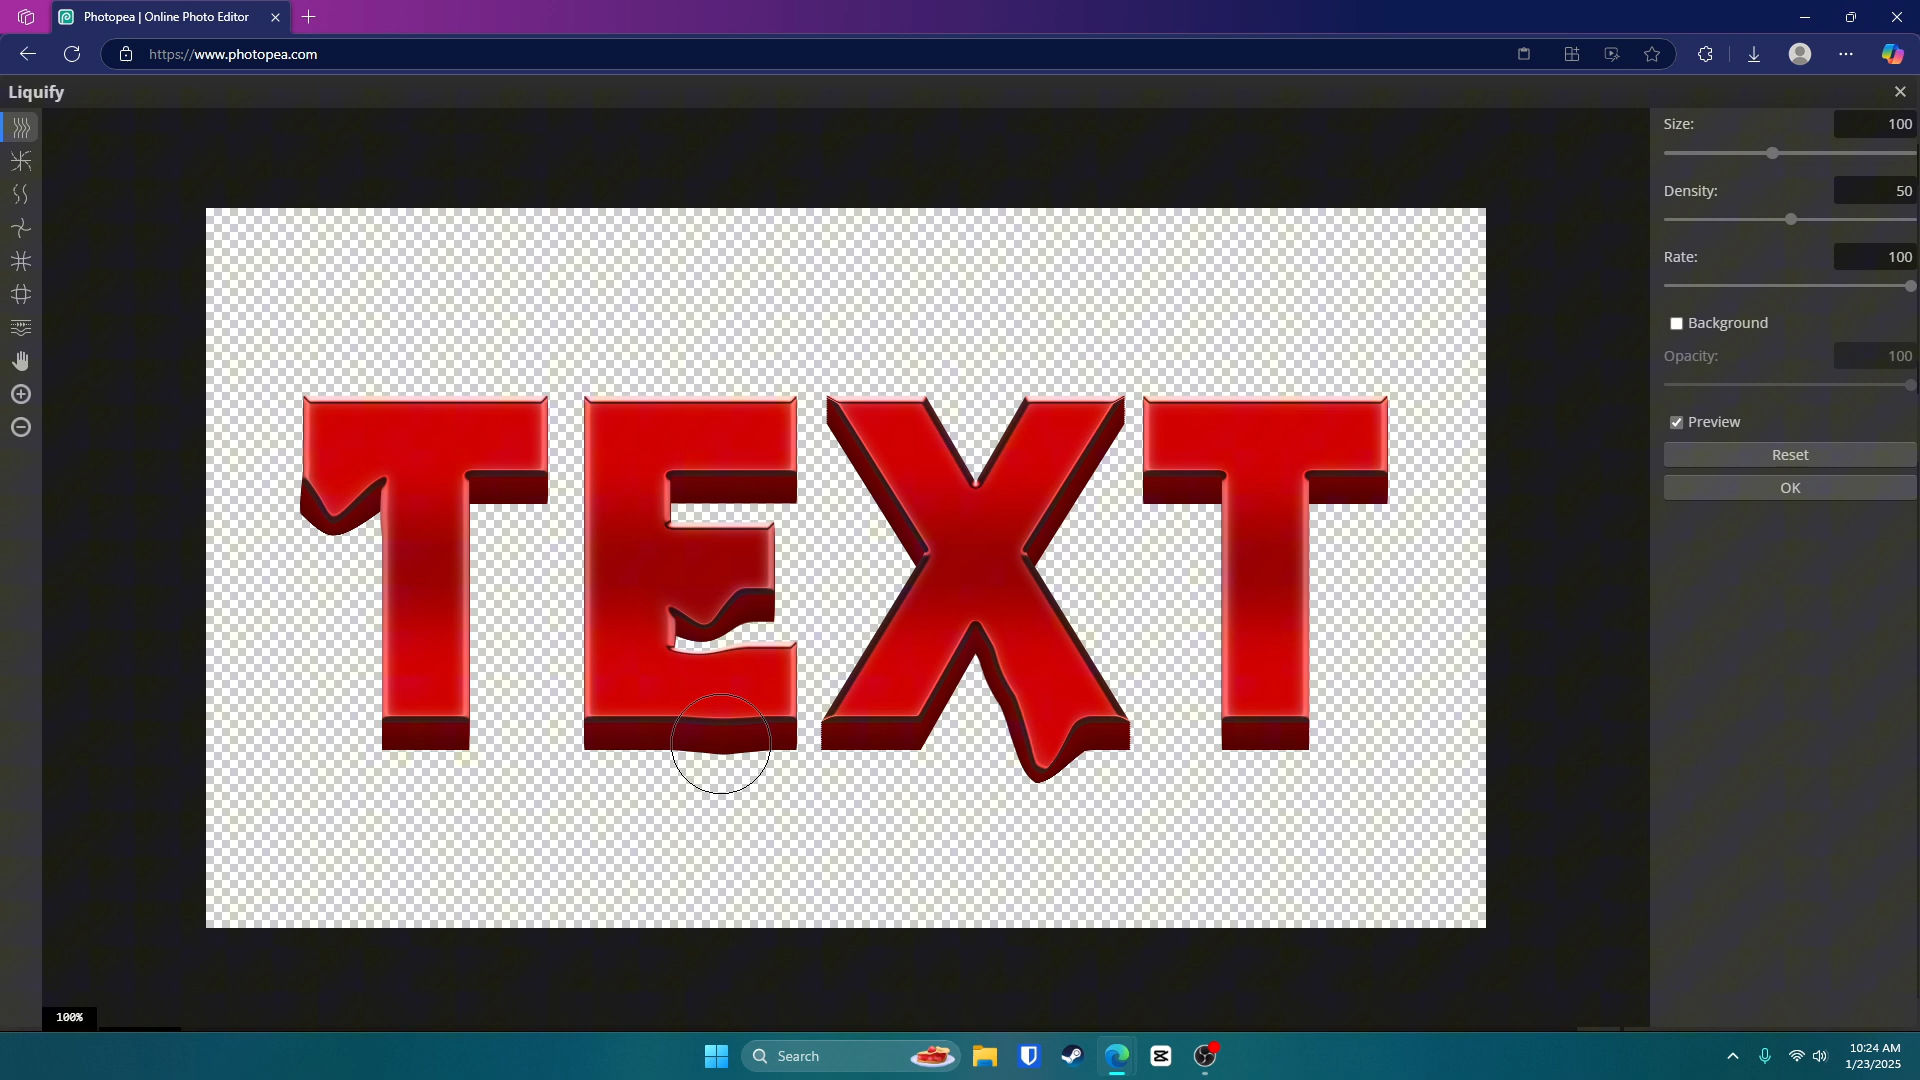 Photopea | Online Photo Editor
https://www.photopea.com
Liquify
Size: 100
Density: 50
Rate: 100
Background
Opacity: 100
Preview
Reset
OK
TEXT
100%
Search
10:24 AM
1/23/2025